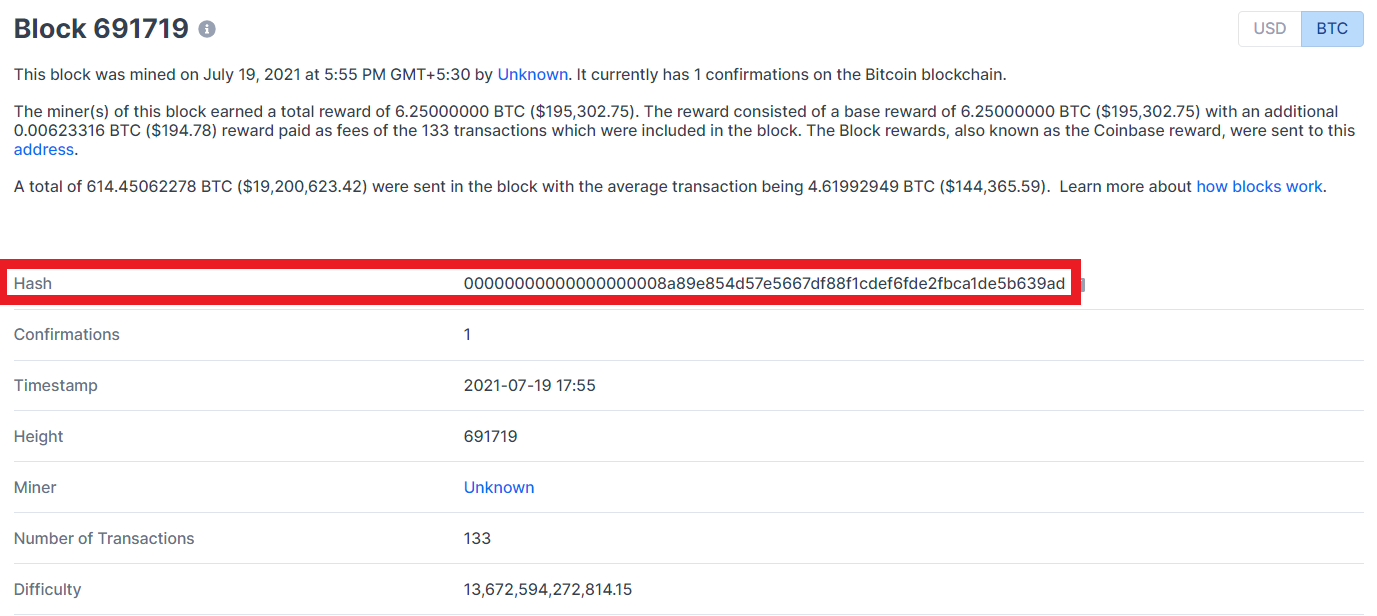 Block 691719
USD BTC
This block was mined on July 19, 2021 at 5:55 PM GMT+5:30 by Unknown. It currently has 1 confirmations on the Bitcoin blockchain.
The miner(s) of this block earned a total reward of 6.25000000 BTC ($195,302.75). The reward consisted of a base reward of 6.25000000 BTC ($195,302.75) with an additional
0.00623316 BTC ($194.78) reward paid as fees of the 133 transactions which were included in the block. The Block rewards, also known as the Coinbase reward, were sent to this
address.
A total of 614.45062278 BTC ($19,200,623.42) were sent in the block with the average transaction being 4.61992949 BTC ($144,365.59).  Learn more about how blocks work.
Hash 00000000000000000008a89e854d57e5667df88f1cdef6fde2fbca1de5b639ad
Confirmations 1
Timestamp 2021-07-19 17:55
Height 691719
Miner Unknown
Number of Transactions 133
Difficulty 13,672,594,272,814.15